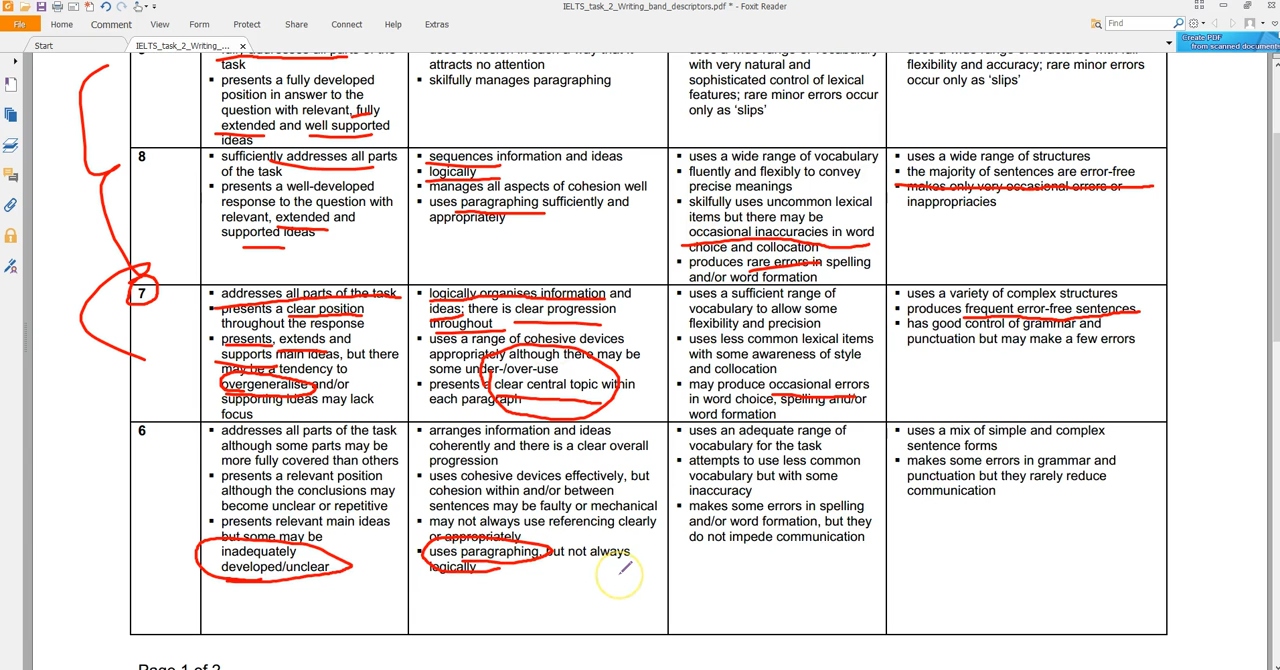 IELTS_task_2_Writing_band_descriptors.pdf * - Foxit Reader
File
Home
Comment
View
Form
Protect
Share
Connect
Help
Extras
Find
Start
IELTS_task_2_Writing_...
Create PDF
from scanned documents
task
▪ presents a fully developed
position in answer to the
question with relevant, fully
extended and well supported
ideas
attracts no attention
▪ skilfully manages paragraphing
with very natural and
sophisticated control of lexical
features; rare minor errors occur
only as ‘slips’
flexibility and accuracy; rare minor errors
occur only as ‘slips’
8
▪ sufficiently addresses all parts
of the task
▪ presents a well-developed
response to the question with
relevant, extended and
supported ideas
▪ sequences information and ideas
logically
▪ manages all aspects of cohesion well
▪ uses paragraphing sufficiently and
appropriately
▪ uses a wide range of vocabulary
▪ fluently and flexibly to convey
precise meanings
▪ skilfully uses uncommon lexical
items but there may be
occasional inaccuracies in word
choice and collocation
▪ produces rare errors in spelling
and/or word formation
▪ uses a wide range of structures
▪ the majority of sentences are error-free
▪ makes only very occasional errors or
inappropriacies
7
▪ addresses all parts of the task
▪ presents a clear position
throughout the response
▪ presents, extends and
supports main ideas, but there
may be a tendency to
overgeneralise and/or
supporting ideas may lack
focus
▪ logically organises information and
ideas; there is clear progression
throughout
▪ uses a range of cohesive devices
appropriately although there may be
some under-/over-use
▪ presents a clear central topic within
each paragraph
▪ uses a sufficient range of
vocabulary to allow some
flexibility and precision
▪ uses less common lexical items
with some awareness of style
and collocation
▪ may produce occasional errors
in word choice, spelling and/or
word formation
▪ uses a variety of complex structures
▪ produces frequent error-free sentences
▪ has good control of grammar and
punctuation but may make a few errors
6
▪ addresses all parts of the task
although some parts may be
more fully covered than others
▪ presents a relevant position
although the conclusions may
become unclear or repetitive
▪ presents relevant main ideas
but some may be
inadequately
developed/unclear
▪ arranges information and ideas
coherently and there is a clear overall
progression
▪ uses cohesive devices effectively, but
cohesion within and/or between
sentences may be faulty or mechanical
▪ may not always use referencing clearly
or appropriately
▪ uses paragraphing, but not always
logically
▪ uses an adequate range of
vocabulary for the task
▪ attempts to use less common
vocabulary but with some
inaccuracy
▪ makes some errors in spelling
and/or word formation, but they
do not impede communication
▪ uses a mix of simple and complex
sentence forms
▪ makes some errors in grammar and
punctuation but they rarely reduce
communication
Page 1 of 2